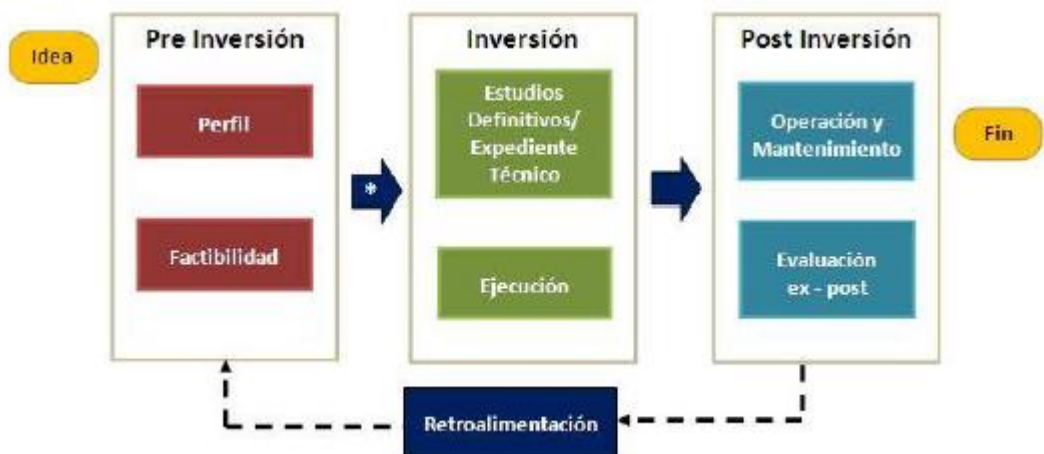 Idea
Pre Inversión
Perfil
Factibilidad
*
Inversión
Estudios
Definitivos/
Expediente
Técnico
Ejecución
Post Inversión
Operación y
Mantenimiento
Evaluación
ex - post
Fin
Retroalimentación